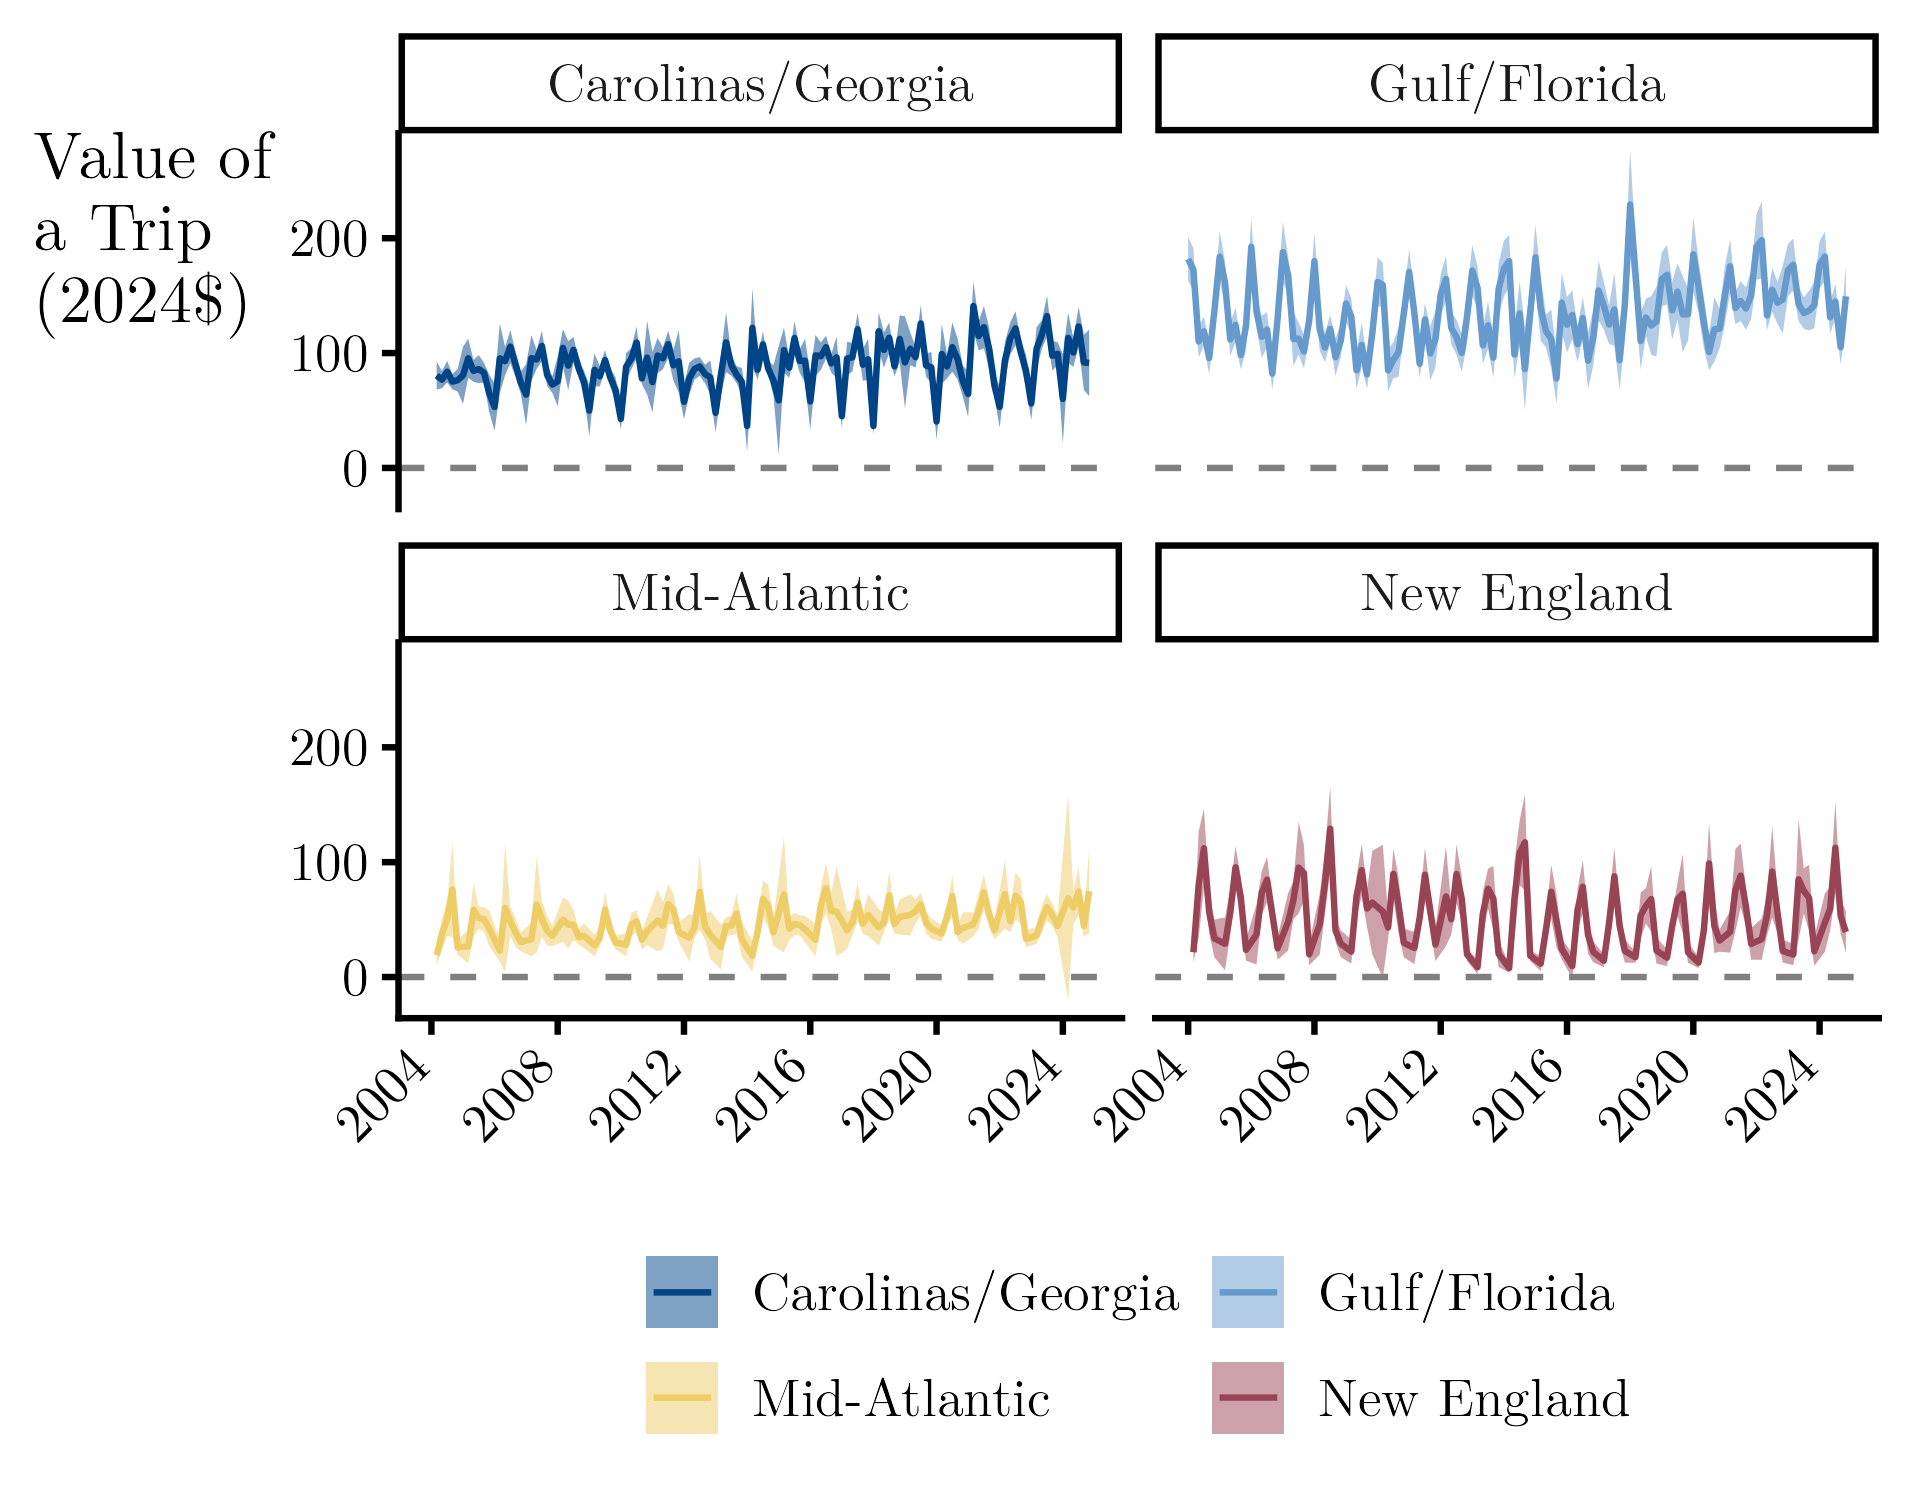 Carolinas/Georgia
Gulf/Florida
Value of
a Trip
(2024$)
200
100
0
Mid-Atlantic
New England
200
100
0
2004
2008
2012
2016
2020
2024
2004
2008
2012
2016
2020
2024
Carolinas/Georgia
Gulf/Florida
Mid-Atlantic
New England